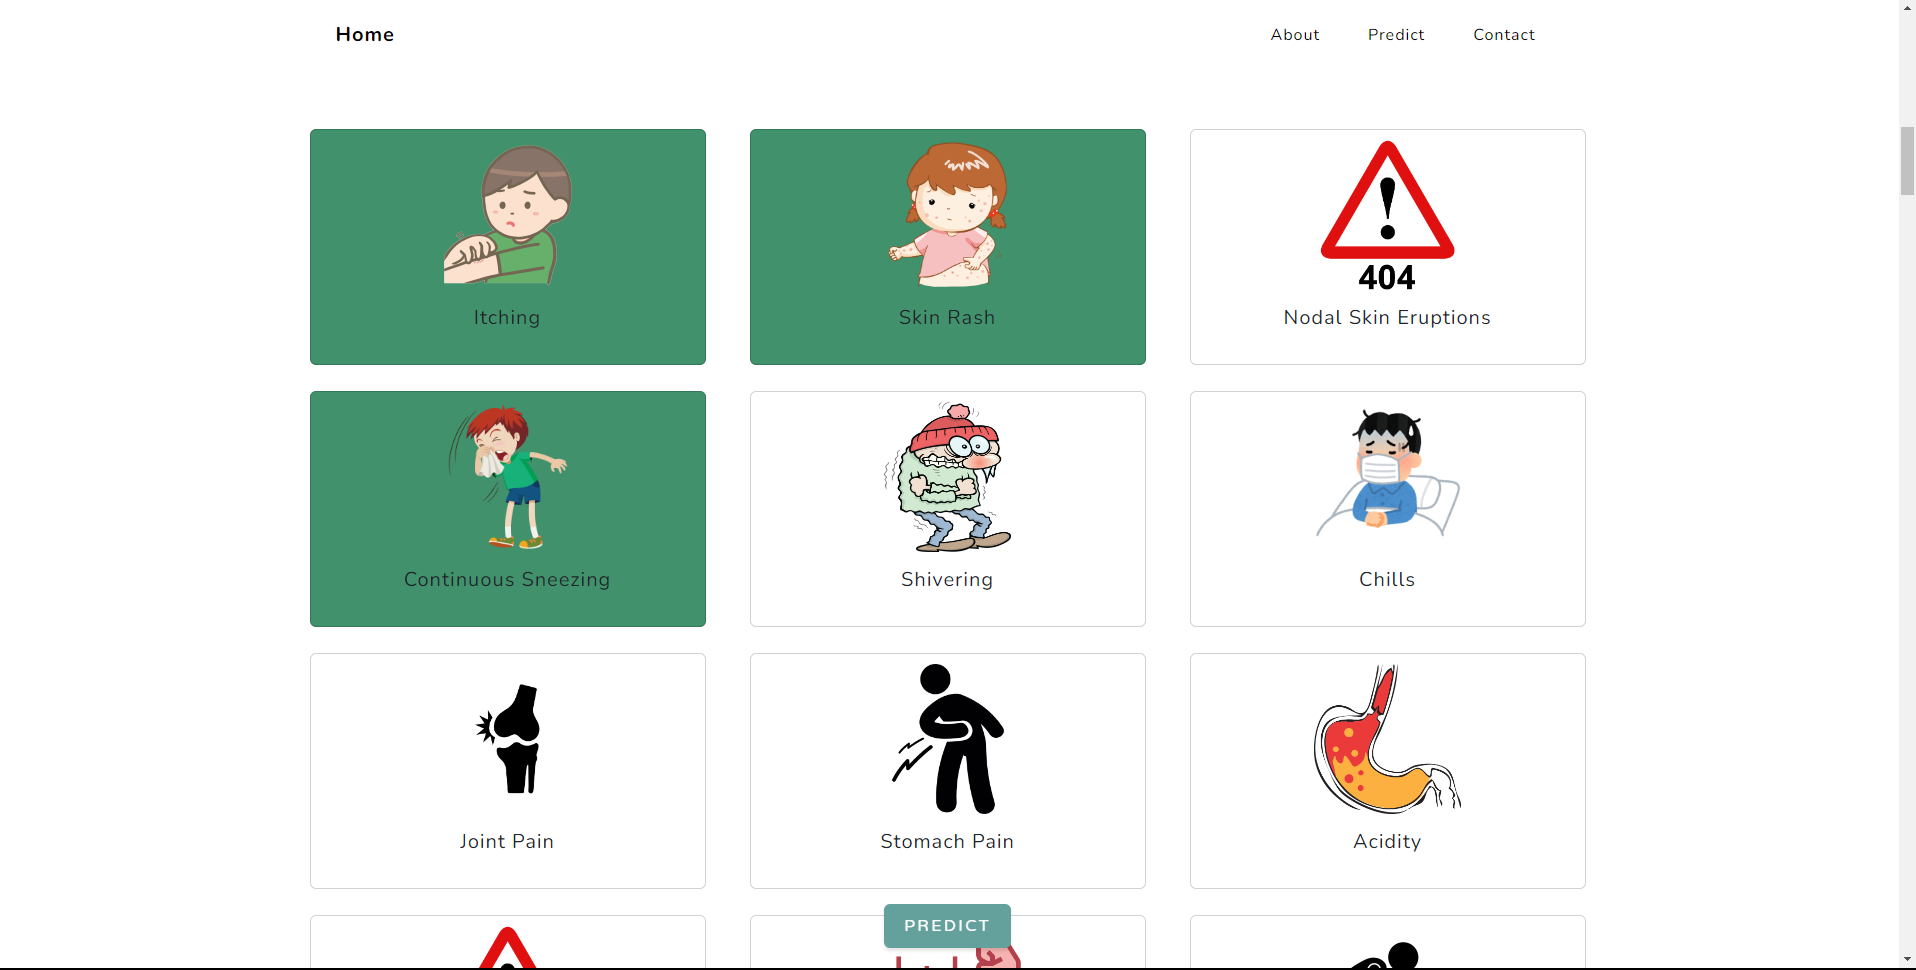 Home
About
Predict
Contact
404
Itching
Skin Rash
Nodal Skin Eruptions
Continuous Sneezing
Shivering
Chills
Joint Pain
Stomach Pain
Acidity
PREDICT